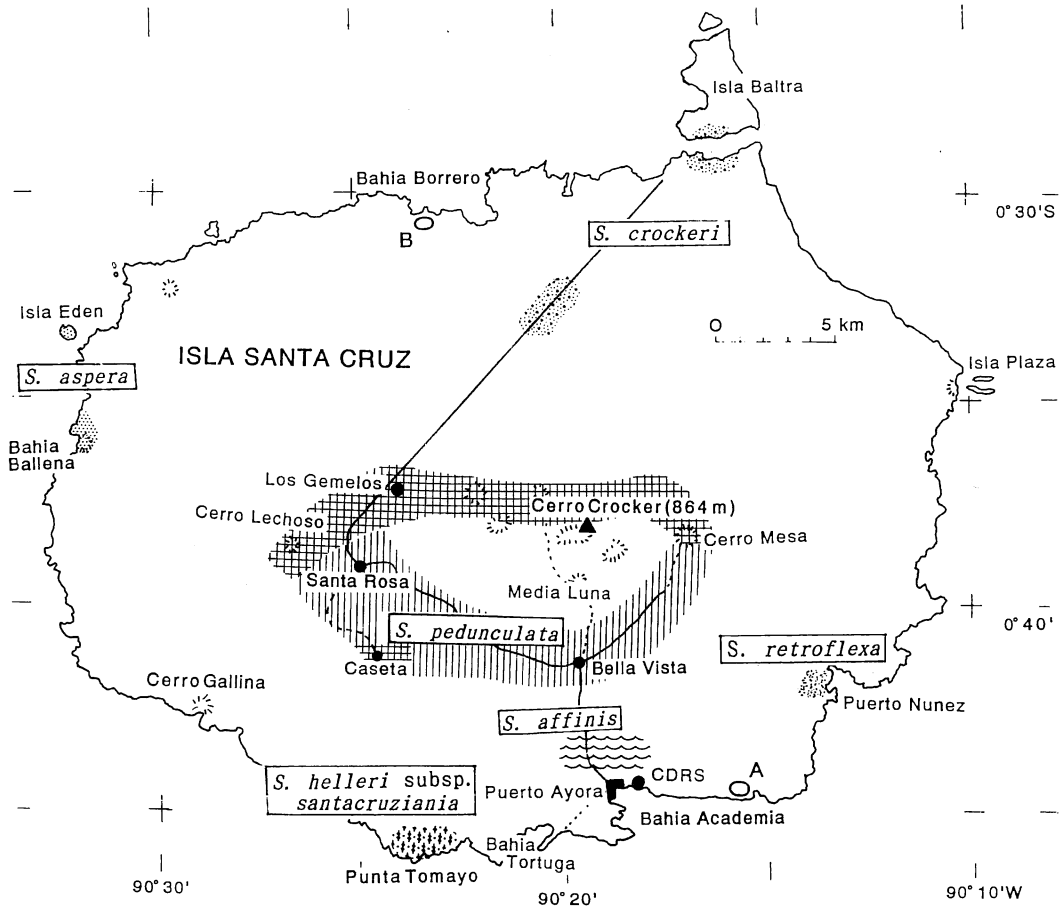 Isla Baltra
Bahia Borrero
B
0°30'S
S. crockeri
Isla Eden
0 5 km
ISLA SANTA CRUZ
Isla Plaza
S. aspera
Bahia
Ballena
Los Gemelos
Cerro Crocker (864m)
Cerro Lechoso
Cerro Mesa
Santa Rosa
Media Luna
0°40'
S. pedunculata
S. retroflexa
Caseta
Bella Vista
Cerro Gallina
Puerto Nunez
S. affinis
S. helleri subsp.
santacruziania
CDRS
A
Puerto Ayora
Bahia Academia
Bahia
Tortuga
Punta Tomayo
90°30'
90°20'
90°10'W